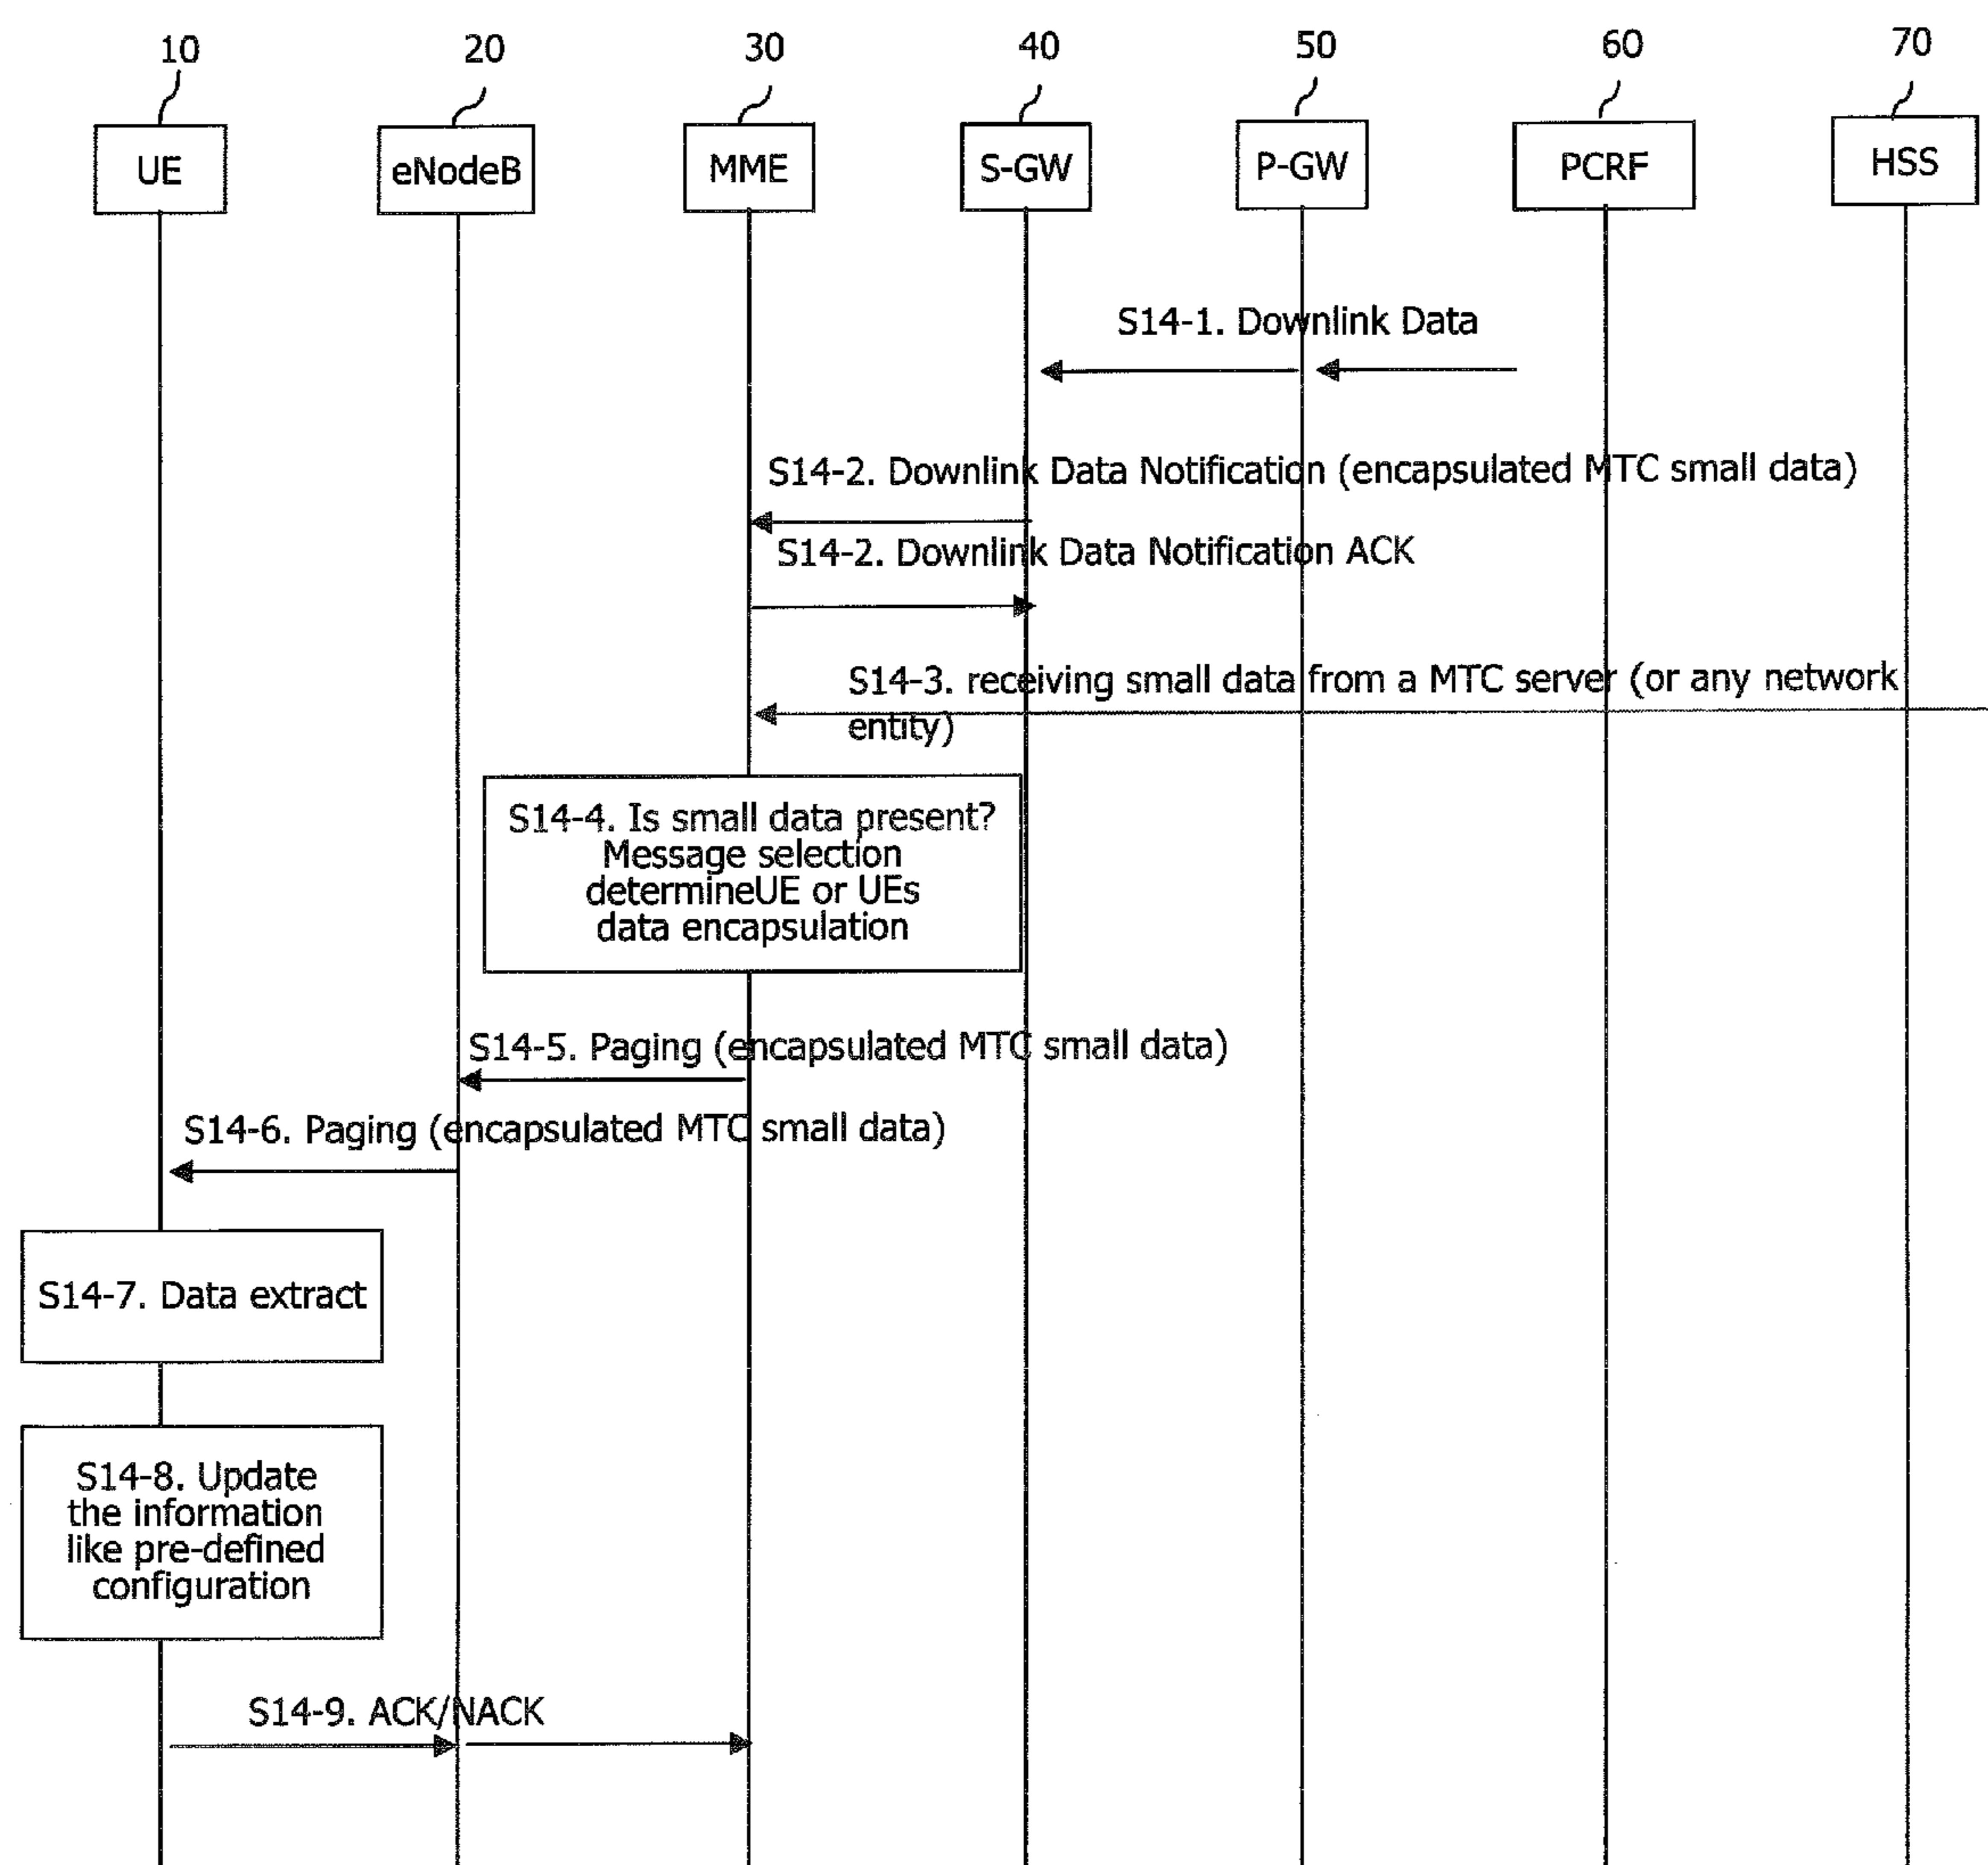 10
20
30
40
50
60
70
UE
eNodeB
MME
S-GW
P-GW
PCRF
HSS
S14-1. Downlink Data
S14-2. Downlink Data Notification (encapsulated MTC small data)
S14-2. Downlink Data Notification ACK
S14-3. receiving small data from a MTC server (or any network
entity)
S14-4. Is small data present?
Message selection
determineUE or UEs
data encapsulation
S14-5. Paging (encapsulated MTC small data)
S14-6. Paging (encapsulated MTC small data)
S14-7. Data extract
S14-8. Update
the information
like pre-defined
configuration
S14-9. ACK/NACK